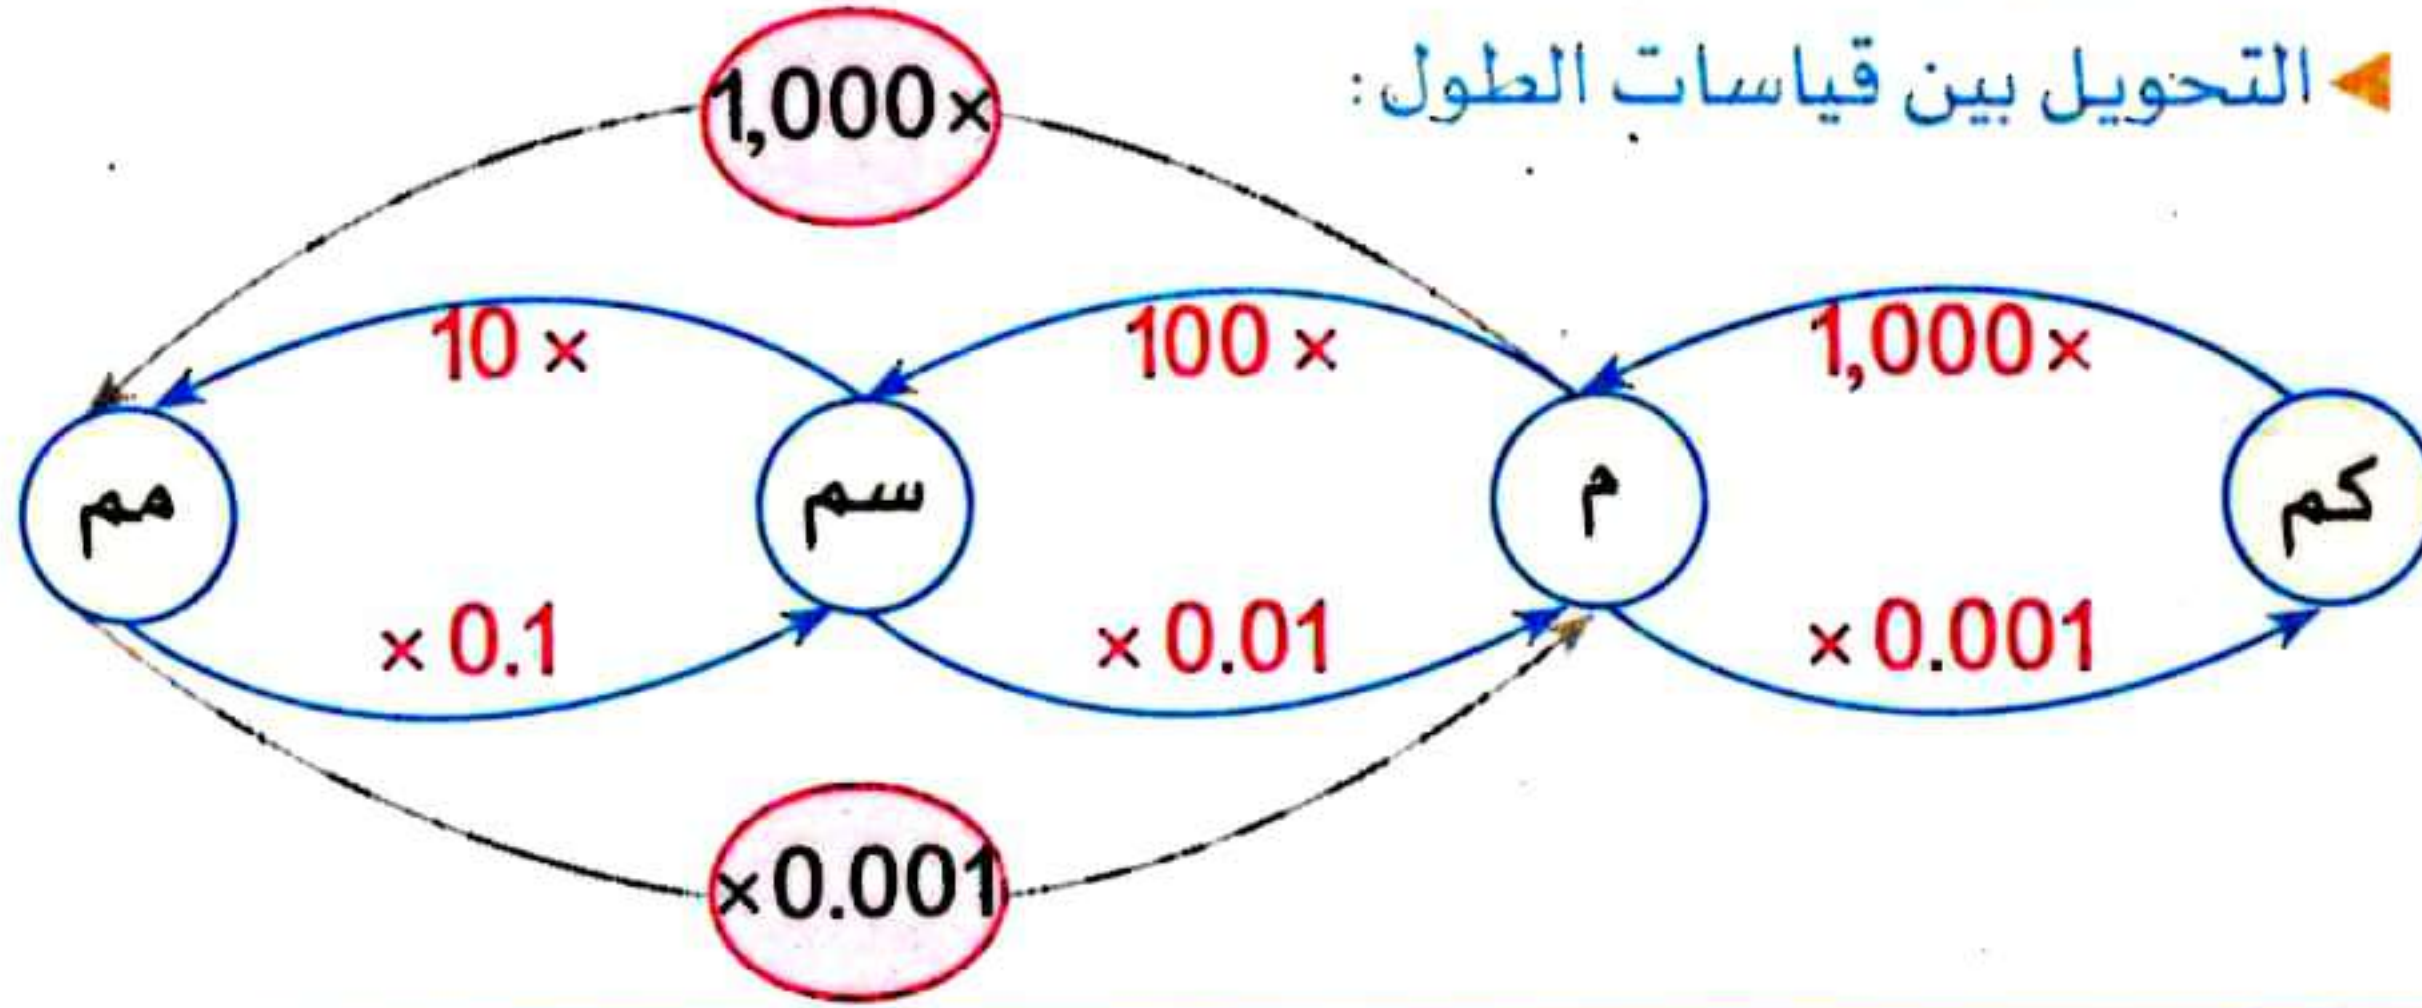 التحويل بين قياسات الطول:
1,000×
1,000×
100 ×
10 ×
كم
م
سم
مم
× 0.001
× 0.01
× 0.1
×0.001